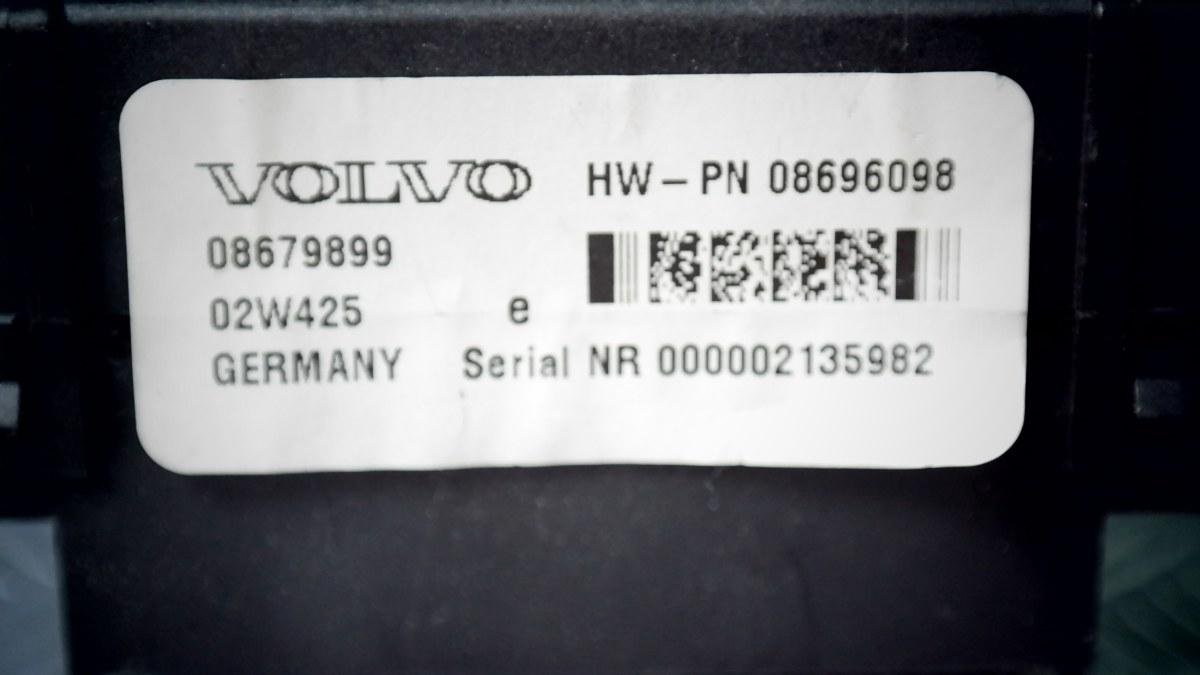 VOLVO HW-PN 08696098
08679899
02W425 e
GERMANY Serial NR 000002135982